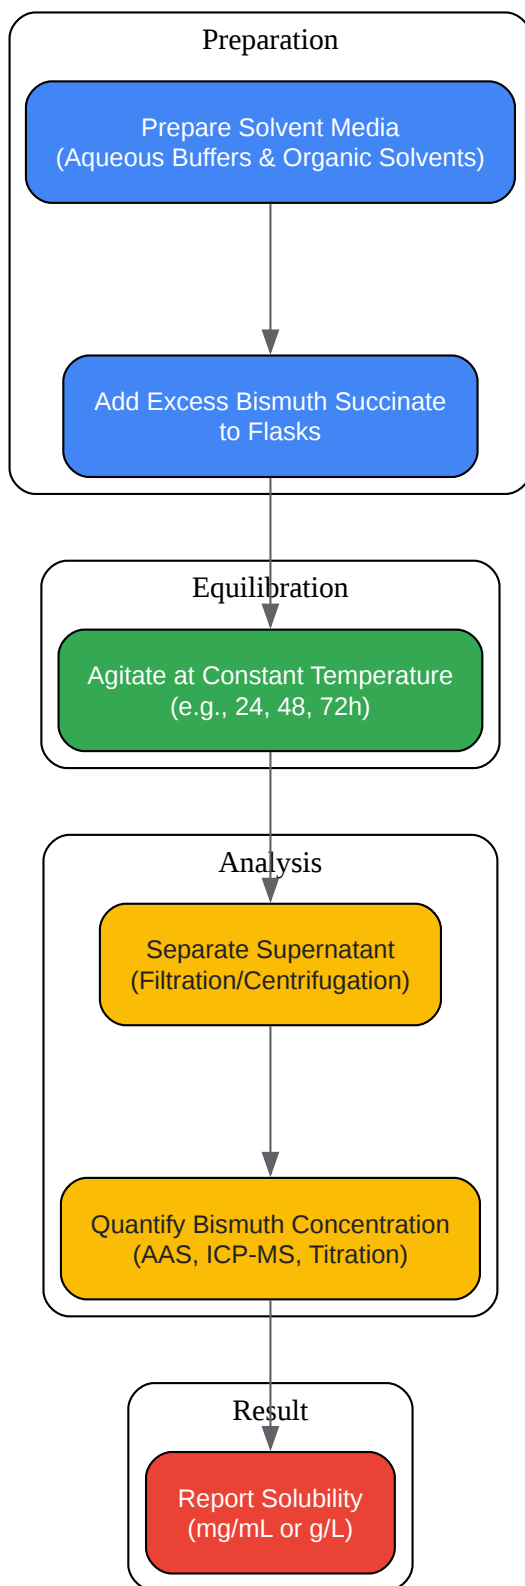 Preparation
Prepare Solvent Media
(Aqueous Buffers & Organic Solvents)
Add Excess Bismuth Succinate
to Flasks
Equilibration
Agitate at Constant Temperature
(e.g., 24, 48, 72h)
Analysis
Separate Supernatant
(Filtration/Centrifugation)
Quantify Bismuth Concentration
(AAS, ICP-MS, Titration)
Result
Report Solubility
(mg/mL or g/L)